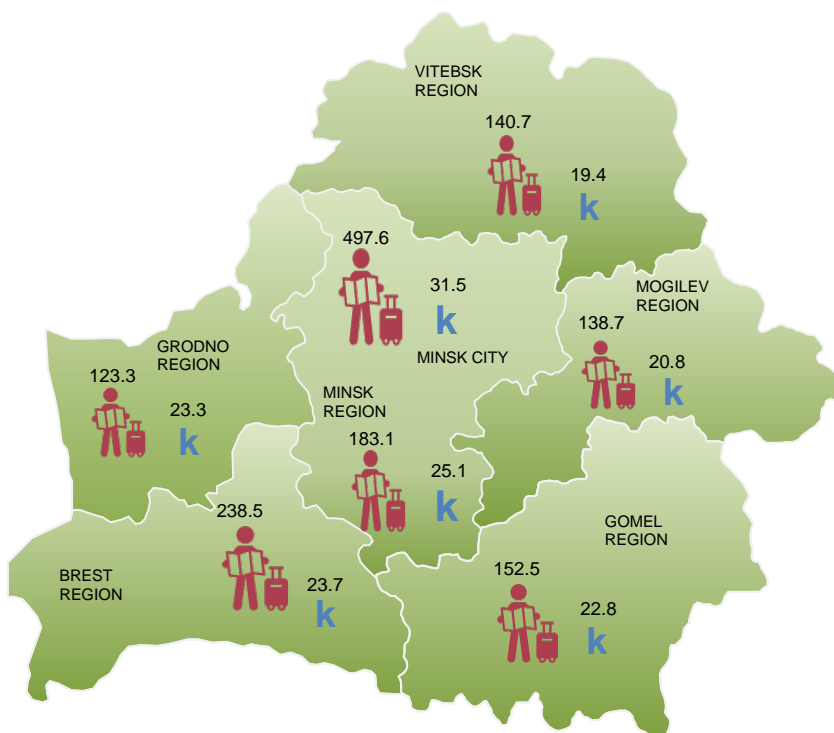 VITEBSK
REGION
140.7
19.4
k
497.6
31.5
k
MINSK CITY
MOGILEV
REGION
138.7
20.8
k
GRODNO
REGION
123.3
23.3
k
MINSK
REGION
183.1
25.1
k
238.5
BREST
REGION
23.7
k
GOMEL
REGION
152.5
22.8
k